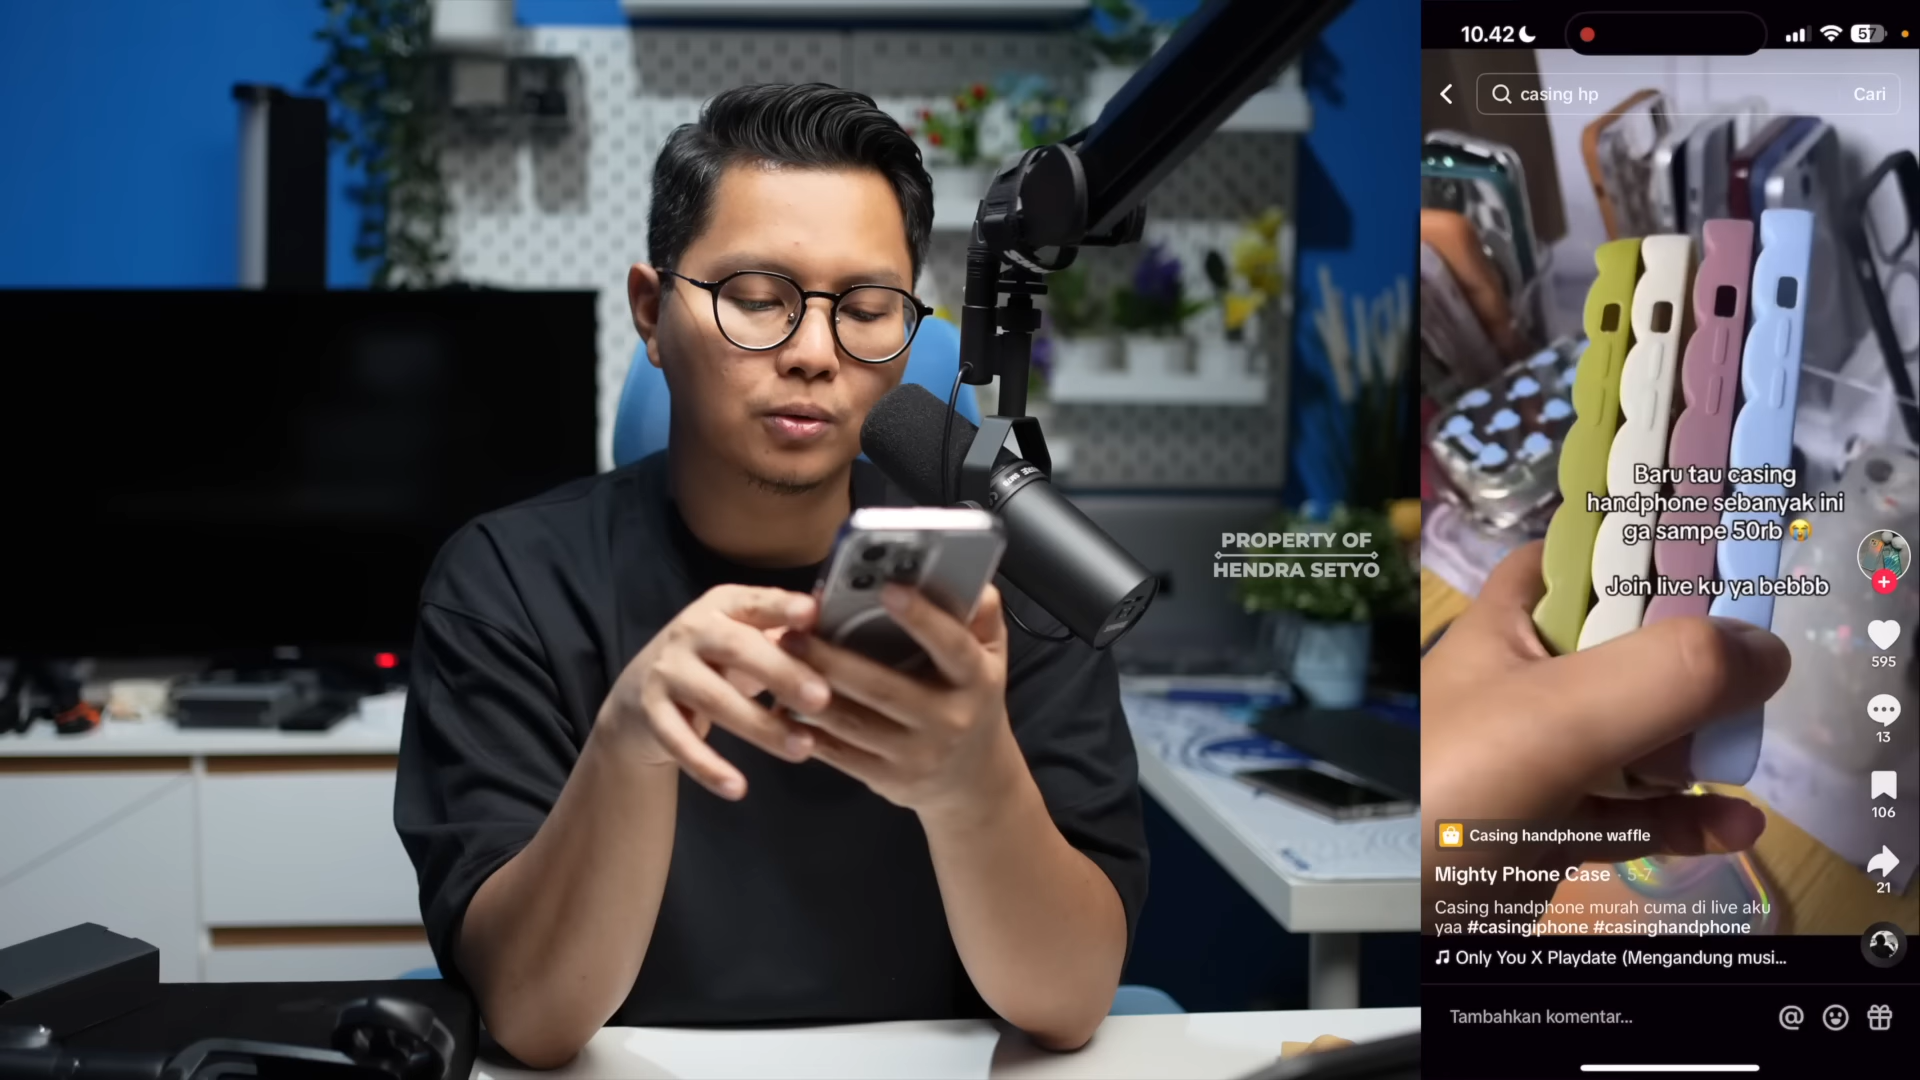 10.42
57
casing hp
Cari
Baru tau casing
handphone sebanyak ini
ga sampe 50rb 😭
Join live ku ya bebbb
PROPERTY OF
HENDRA SETYO
595
13
106
21
Casing handphone waffle
Mighty Phone Case · 5-7
Casing handphone murah cuma di live aku
yaa #casingiphone #casinghandphone
Only You X Playdate (Mengandung musi...
Tambahkan komentar...